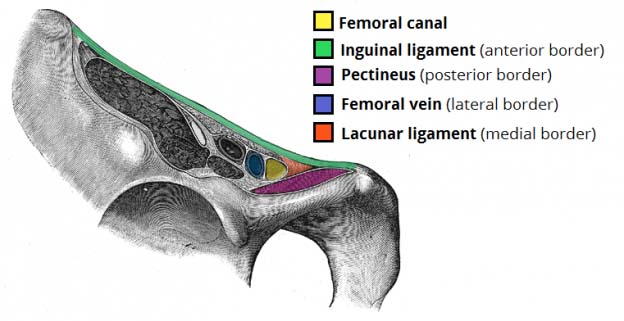 Femoral canal
Inguinal ligament (anterior border)
Pectineus (posterior border)
Femoral vein (lateral border)
Lacunar ligament (medial border)